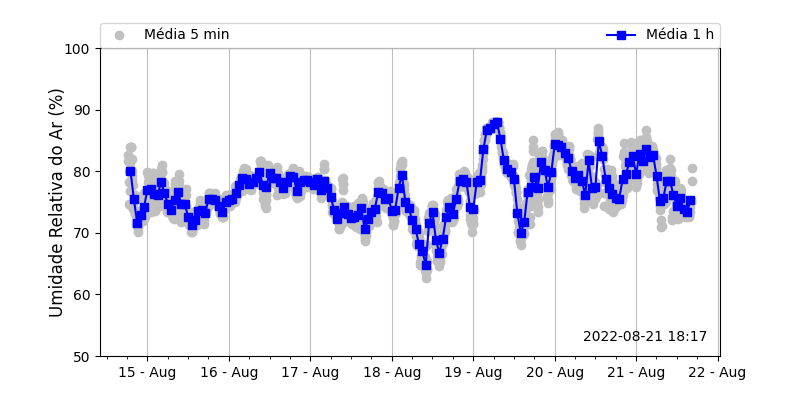 Média 5 min
Média 1 h
Umidade Relativa do Ar (%)
100
90
80
70
60
50
2022-08-21 18:17
15 - Aug
16 - Aug
17 - Aug
18 - Aug
19 - Aug
20 - Aug
21 - Aug
22 - Aug